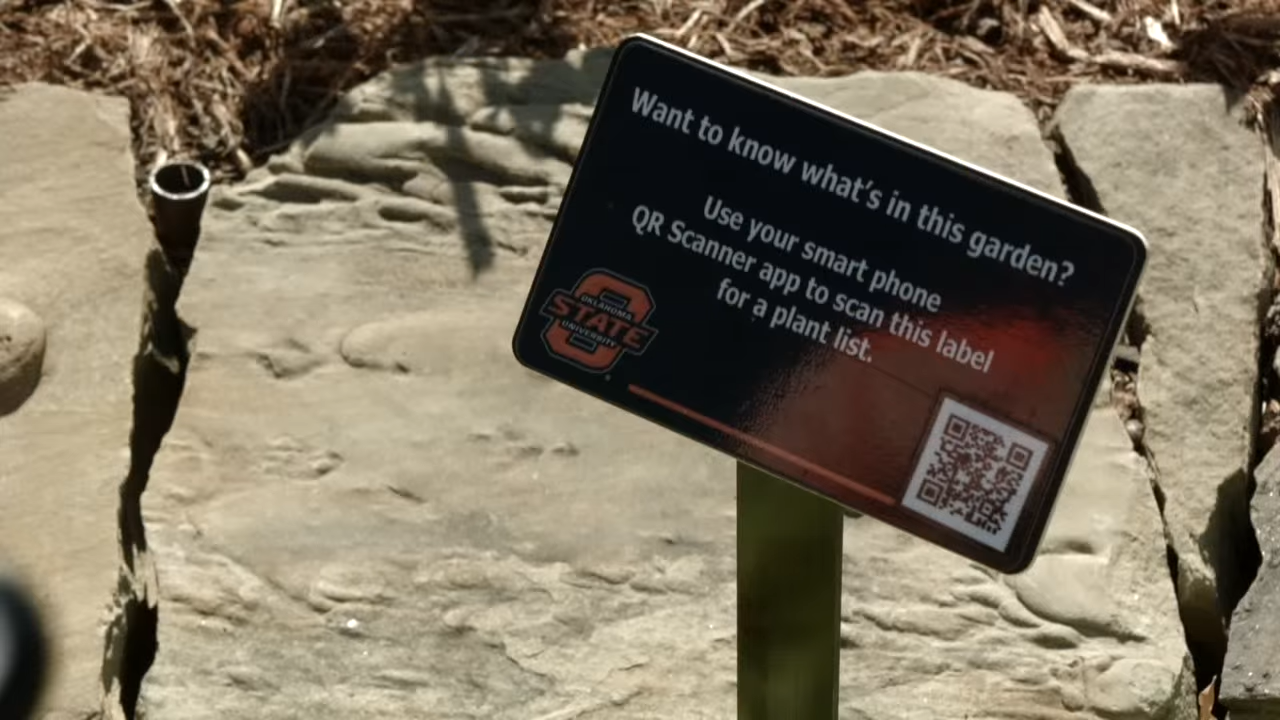 Want to know what's in this garden?
Use your smart phone
QR Scanner app to scan this label
for a plant list.
OKLAHOMA
STATE
UNIVERSITY